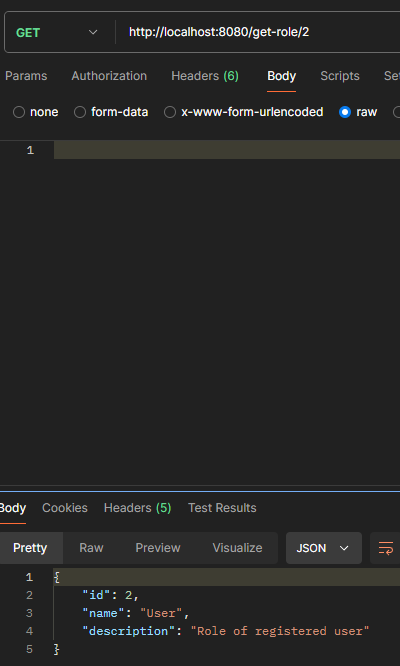 GET http://localhost:8080/get-role/2
Params Authorization Headers (6) Body Scripts
none form-data x-www-form-urlencoded raw
1
Body Cookies Headers (5) Test Results
Pretty Raw Preview Visualize JSON
1 {
2 "id": 2,
3 "name": "User",
4 "description": "Role of registered user"
5 }